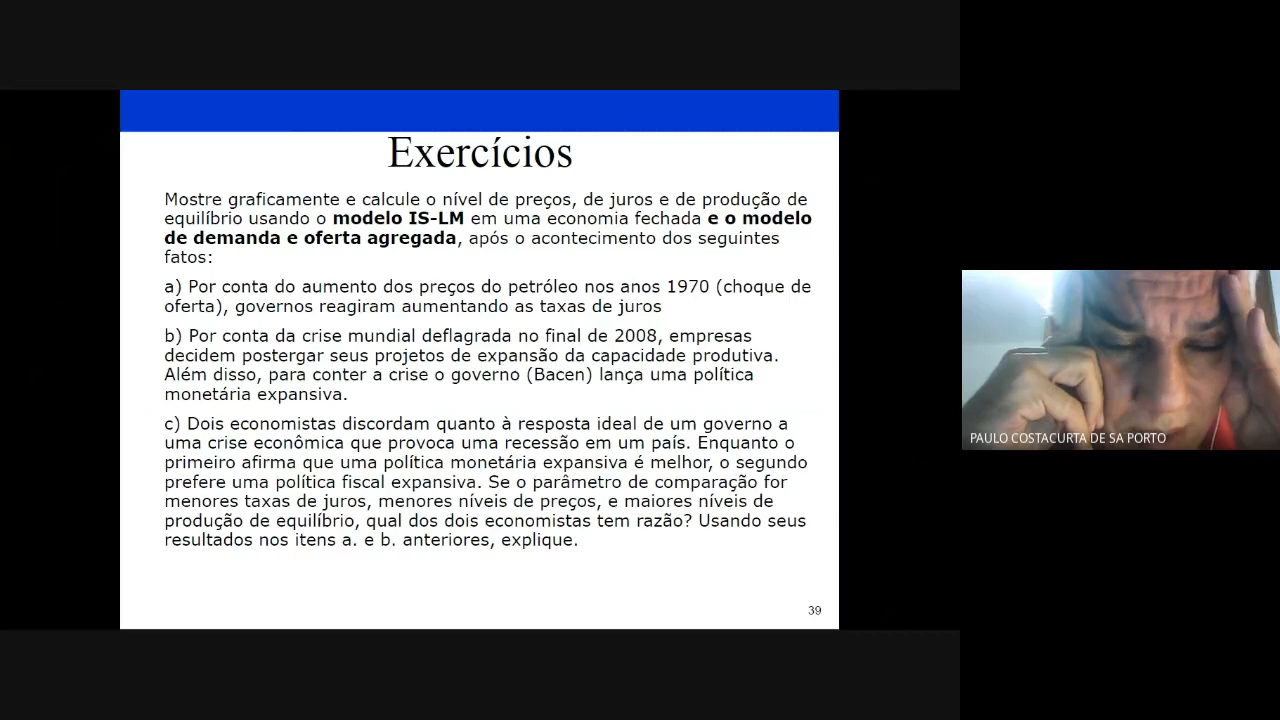 Exercícios
Mostre graficamente e calcule o nível de preços, de juros e de produção de
equilíbrio usando o modelo IS-LM em uma economia fechada e o modelo
de demanda e oferta agregada, após o acontecimento dos seguintes
fatos:
a) Por conta do aumento dos preços do petróleo nos anos 1970 (choque de
oferta), governos reagiram aumentando as taxas de juros
b) Por conta da crise mundial deflagrada no final de 2008, empresas
decidem postergar seus projetos de expansão da capacidade produtiva.
Além disso, para conter a crise o governo (Bacen) lança uma política
monetária expansiva.
c) Dois economistas discordam quanto à resposta ideal de um governo a
uma crise econômica que provoca uma recessão em um país. Enquanto o
primeiro afirma que uma política monetária expansiva é melhor, o segundo
prefere uma política fiscal expansiva. Se o parâmetro de comparação for
menores taxas de juros, menores níveis de preços, e maiores níveis de
produção de equilíbrio, qual dos dois economistas tem razão? Usando seus
resultados nos itens a. e b. anteriores, explique.
39
PAULO COSTACURTA DE SA PORTO